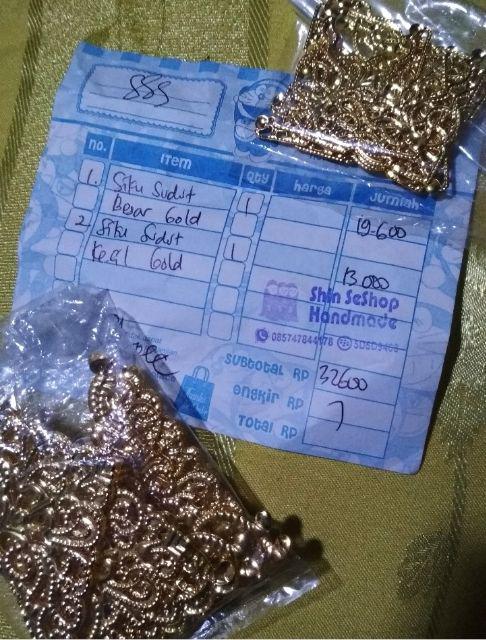 no. item qty harga jumlah
1. Siku Sudut 1
Besar Gold 19.600
2 Siku Sudut
Kecil Gold 1 13.000
Shin SeShop
Handmade
subtotal RP 32600
ongkir RP
Total RP